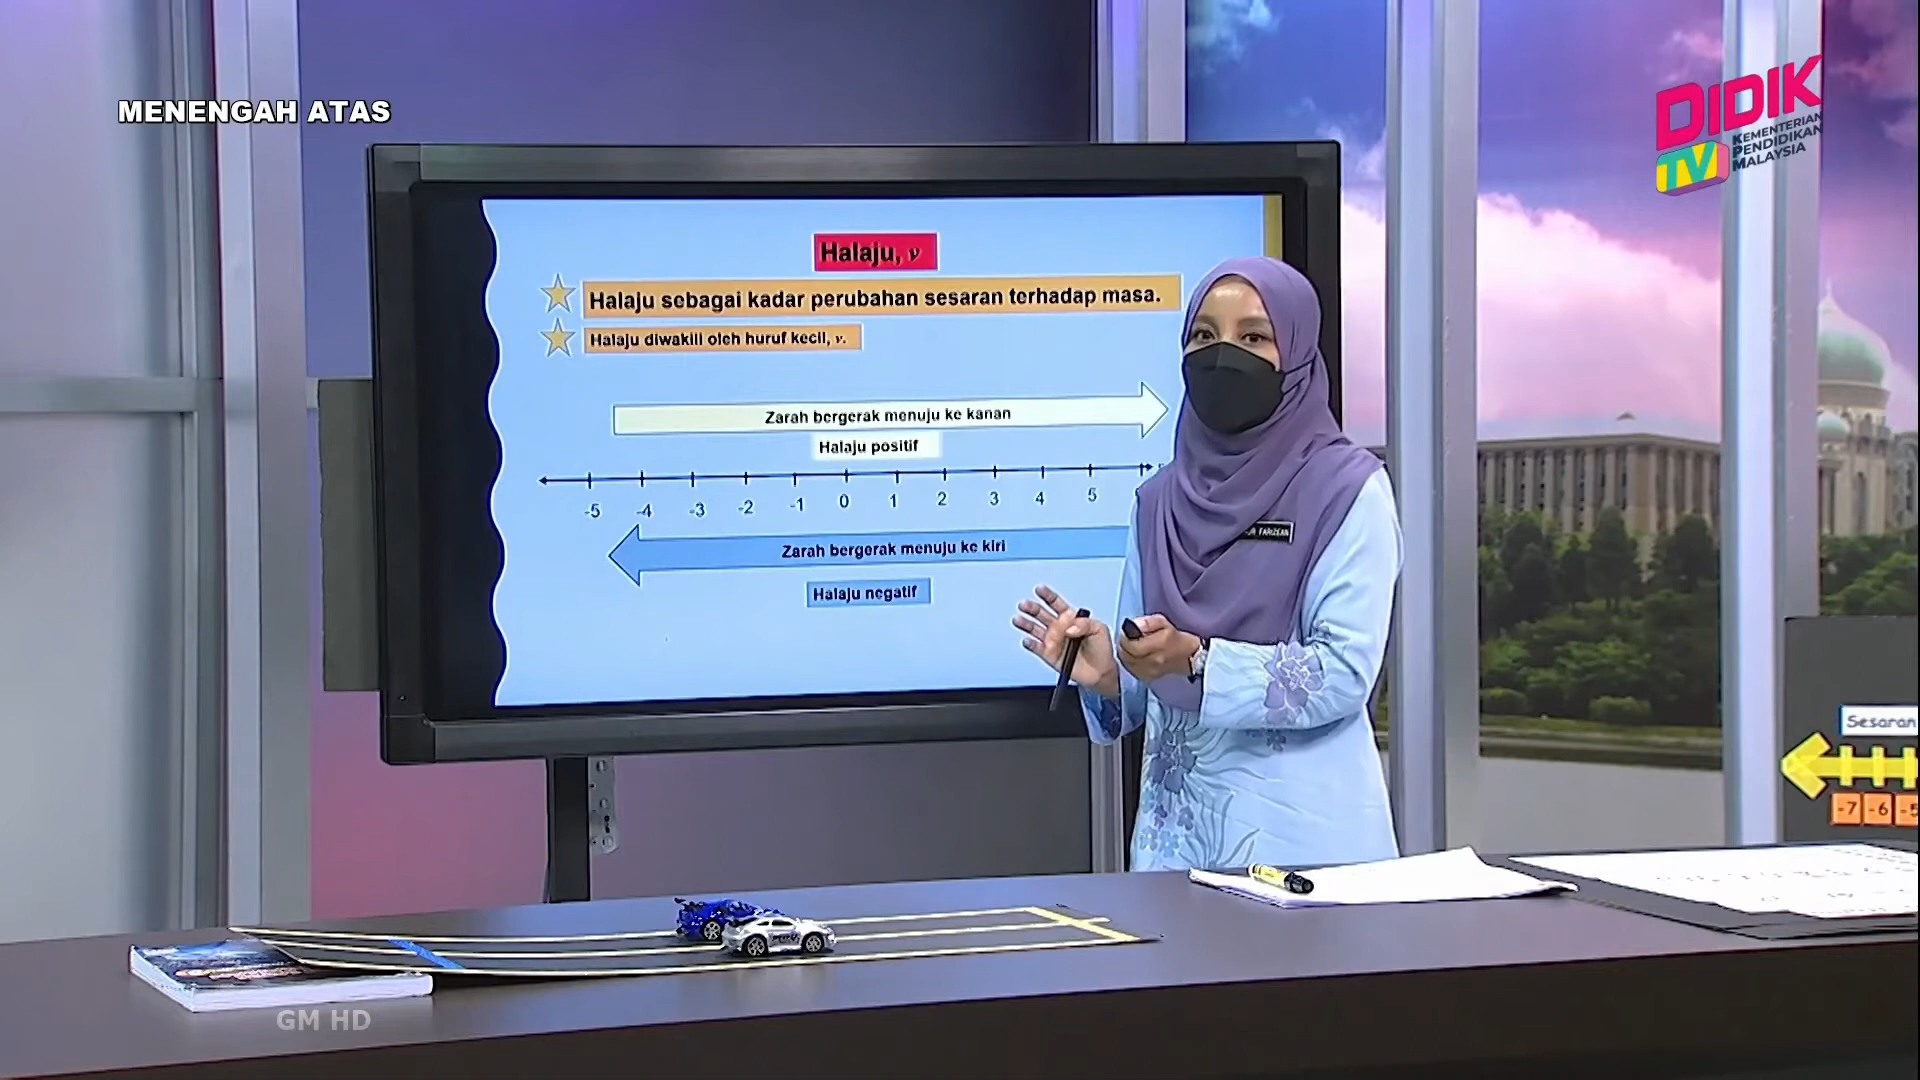 MENENGAH ATAS
DIDIK
TV
KEMENTERIAN
PENDIDIKAN
MALAYSIA
Halaju, v
Halaju sebagai kadar perubahan sesaran terhadap masa.
Halaju diwakili oleh huruf kecil, v.
Zarah bergerak menuju ke kanan
Halaju positif
-5 -4 -3 -2 -1 0 1 2 3 4 5
Zarah bergerak menuju ke kiri
Halaju negatif
FARIZEAN
Sesaran
-7 -6 -5
GM HD